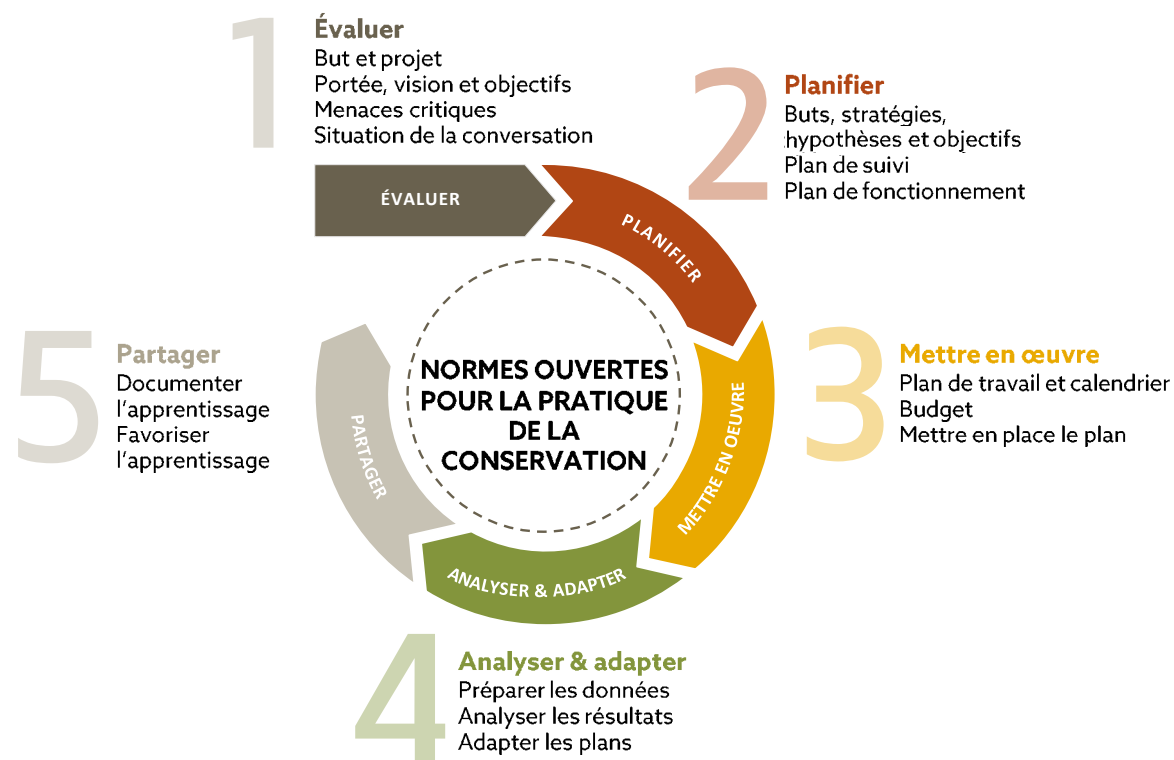 1
Évaluer
But et projet
Portée, vision et objectifs
Menaces critiques
Situation de la conversation
2
Planifier
Buts, stratégies,
hypothèses et objectifs
Plan de suivi
Plan de fonctionnement
ÉVALUER
PLANIFIER
3
Mettre en œuvre
Plan de travail et calendrier
Budget
Mettre en place le plan
5
Partager
Documenter
l'apprentissage
Favoriser
l'apprentissage
NORMES OUVERTES
POUR LA PRATIQUE
DE LA
CONSERVATION
METTRE EN OEUVRE
PARTAGER
ANALYSER & ADAPTER
4
Analyser & adapter
Préparer les données
Analyser les résultats
Adapter les plans